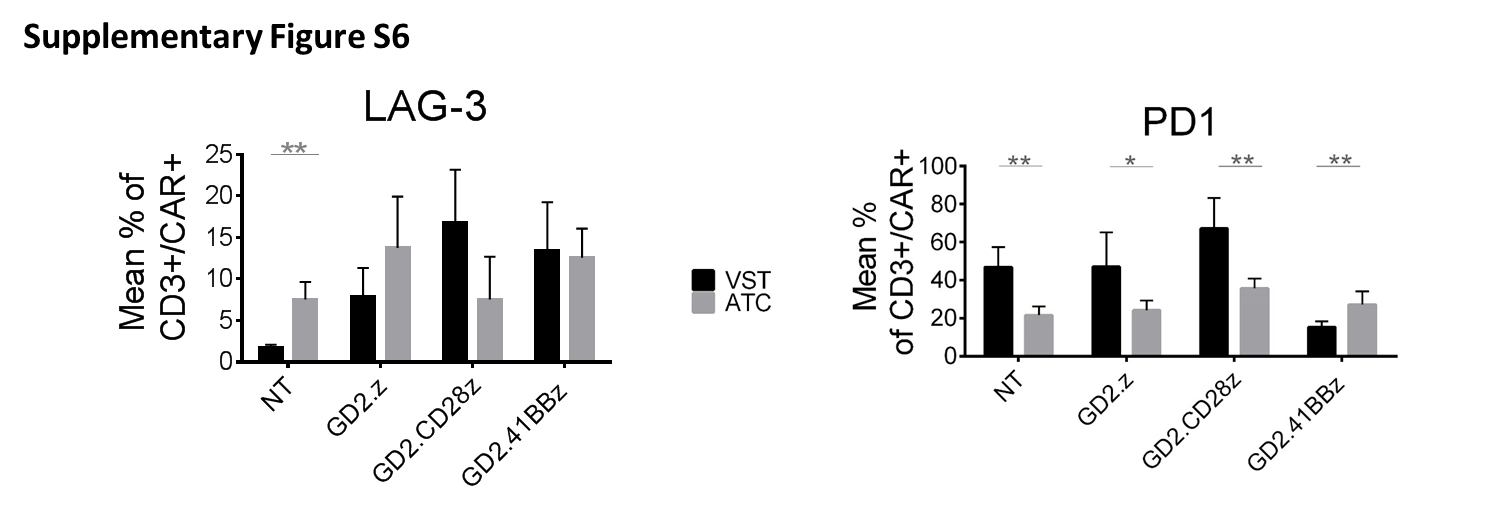 Supplementary Figure S6
LAG-3
Mean % of
CD3+/CAR+
25
20
15
10
5
0
**
NT
GD2.z
GD2.CD28z
GD2.41BBz
VST
ATC
PD1
Mean %
of CD3+/CAR+
100
80
60
40
20
0
**
*
**
**
NT
GD2.z
GD2.CD28z
GD2.41BBz